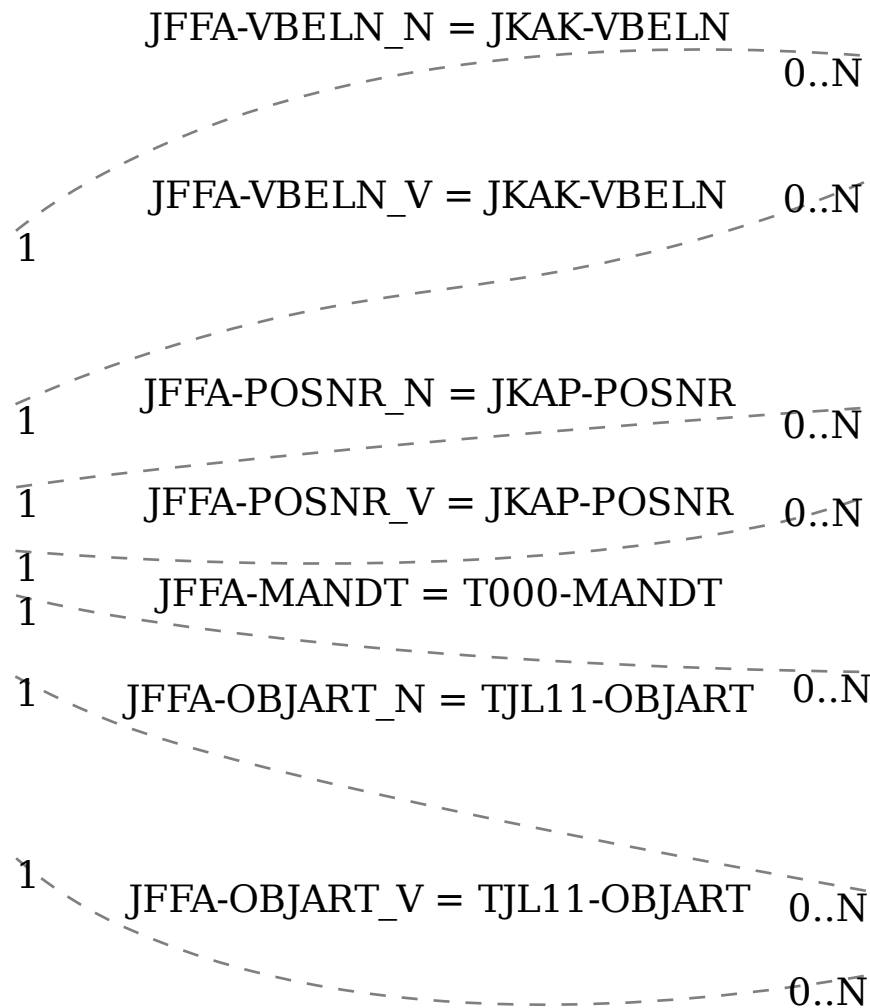 JFFA-VBELN_N = JKAK-VBELN
0..N
JFFA-VBELN_V = JKAK-VBELN
0..N
1
JFFA-POSNR_N = JKAP-POSNR
1
0..N
1
JFFA-POSNR_V = JKAP-POSNR
0..N
1
JFFA-MANDT = T000-MANDT
1
1
JFFA-OBJART_N = TJL11-OBJART
0..N
1
JFFA-OBJART_V = TJL11-OBJART
0..N
0..N